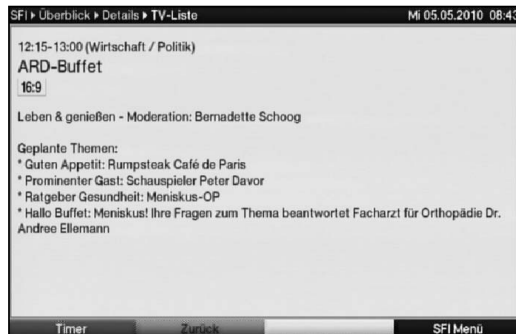 SFI ▸ Überblick ▸ Details ▸ TV-Liste Mi 05.05.2010 08:43
12:15-13:00 (Wirtschaft / Politik)
ARD-Buffet
16:9
Leben & genießen - Moderation: Bernadette Schoog
Geplante Themen:
* Guten Appetit: Rumpsteak Café de Paris
* Prominenter Gast: Schauspieler Peter Davor
* Ratgeber Gesundheit: Meniskus-OP
* Hallo Buffet: Meniskus! Ihre Fragen zum Thema beantwortet Facharzt für Orthopädie Dr.
Andree Ellemann
Timer Zurück SFI Menü